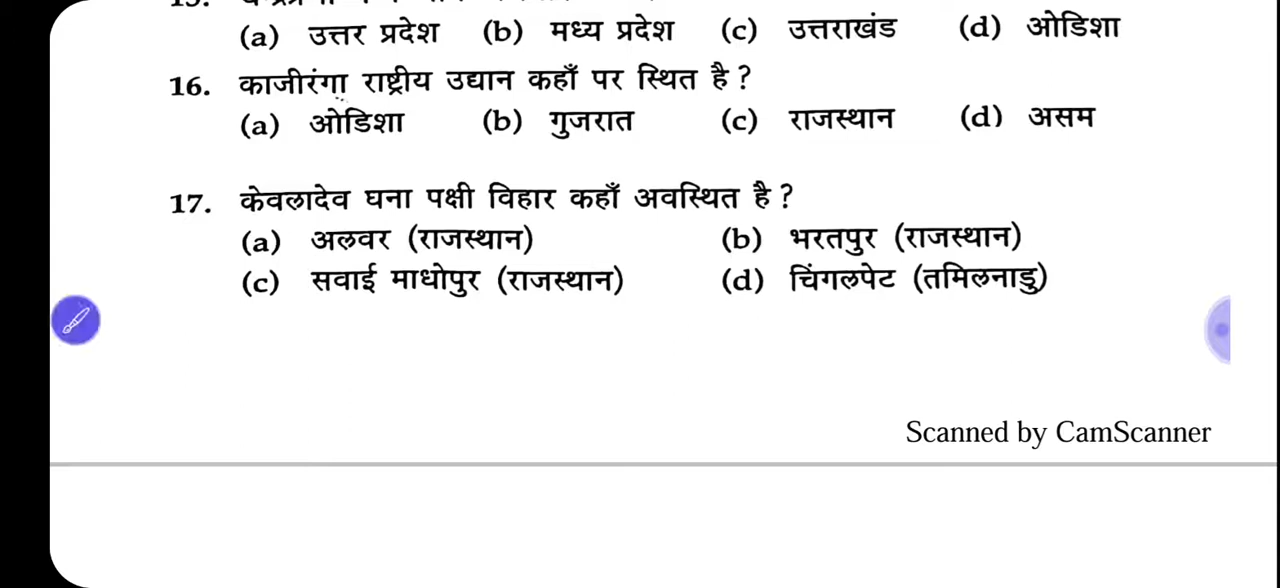 (a) उत्तर प्रदेश (b) मध्य प्रदेश (c) उत्तराखंड (d) ओडिशा
16. काजीरंगा राष्ट्रीय उद्यान कहाँ पर स्थित है ?
(a) ओडिशा (b) गुजरात (c) राजस्थान (d) असम
17. केवलादेव घना पक्षी विहार कहाँ अवस्थित है ?
(a) अलवर (राजस्थान) (b) भरतपुर (राजस्थान)
(c) सवाई माधोपुर (राजस्थान) (d) चिंगलपेट (तमिलनाडु)
Scanned by CamScanner